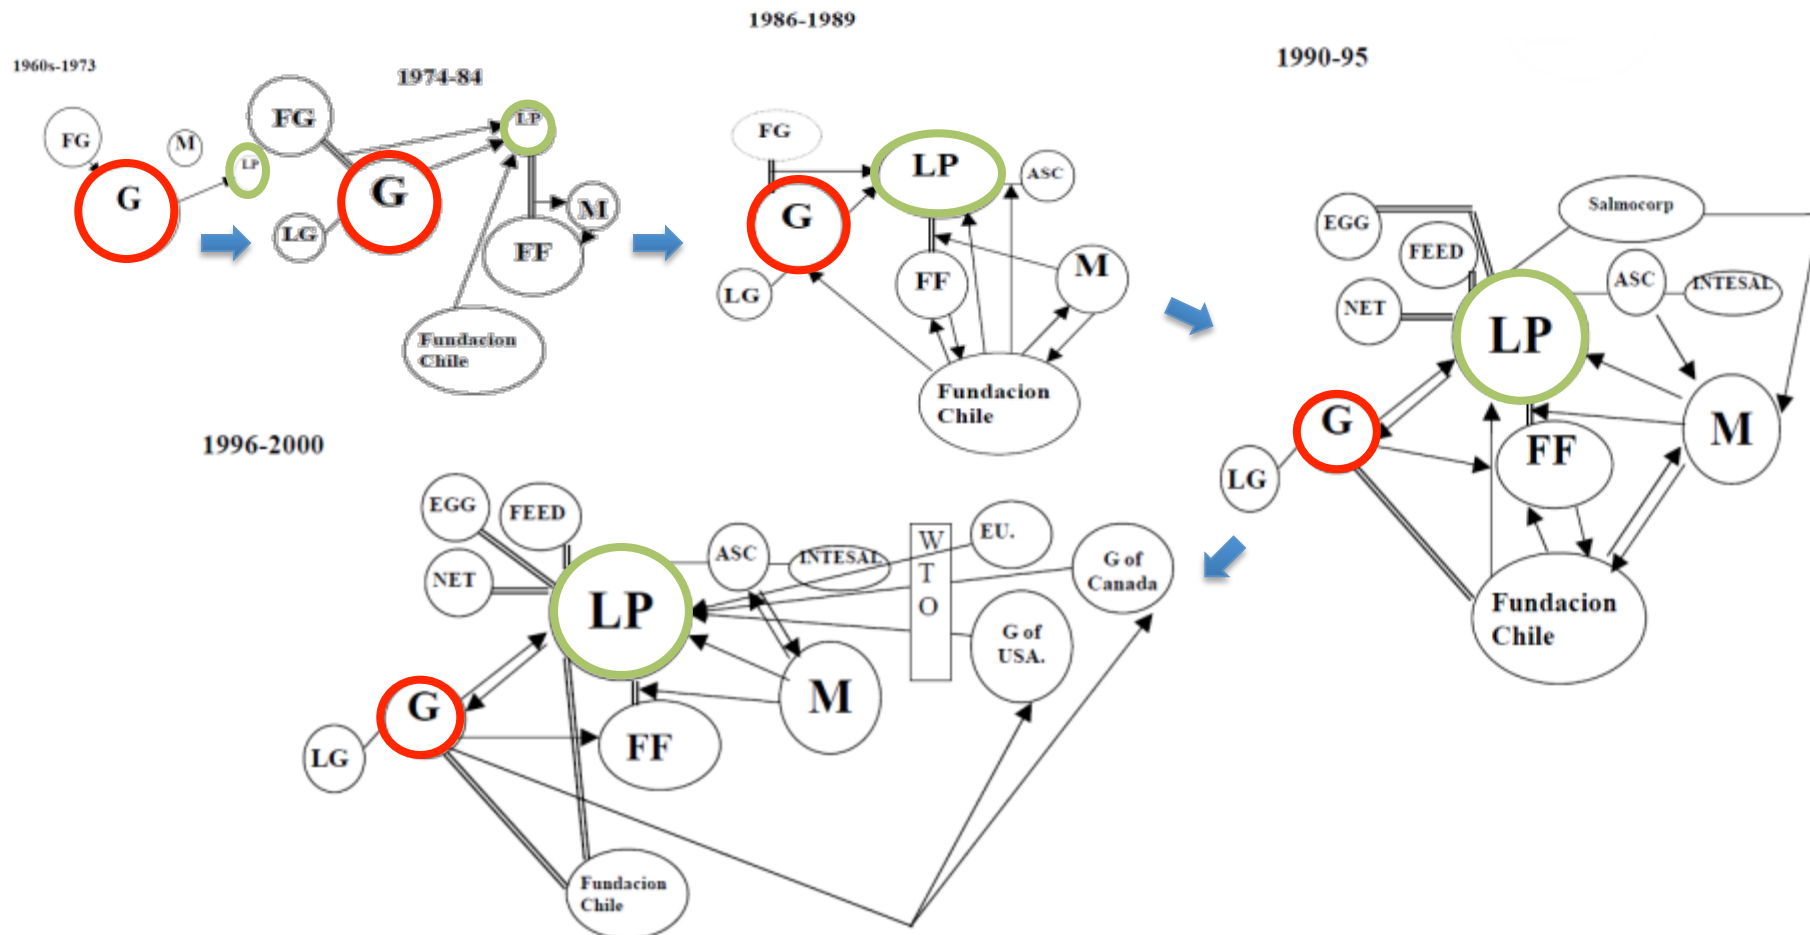 1960s-1973
FG
M
LP
G
1974-84
FG
LP
G
LG
M
FF
Fundacion
Chile
1986-1989
FG
LP
ASC
G
LG
FF
M
Fundacion
Chile
1990-95
EGG
Salmocorp
FEED
ASC
INTESAL
NET
LP
G
M
FF
LG
Fundacion
Chile
1996-2000
EGG
FEED
ASC
INTESAL
W
T
O
EU.
G of
Canada
NET
LP
G of
USA.
G
M
FF
LG
Fundacion
Chile